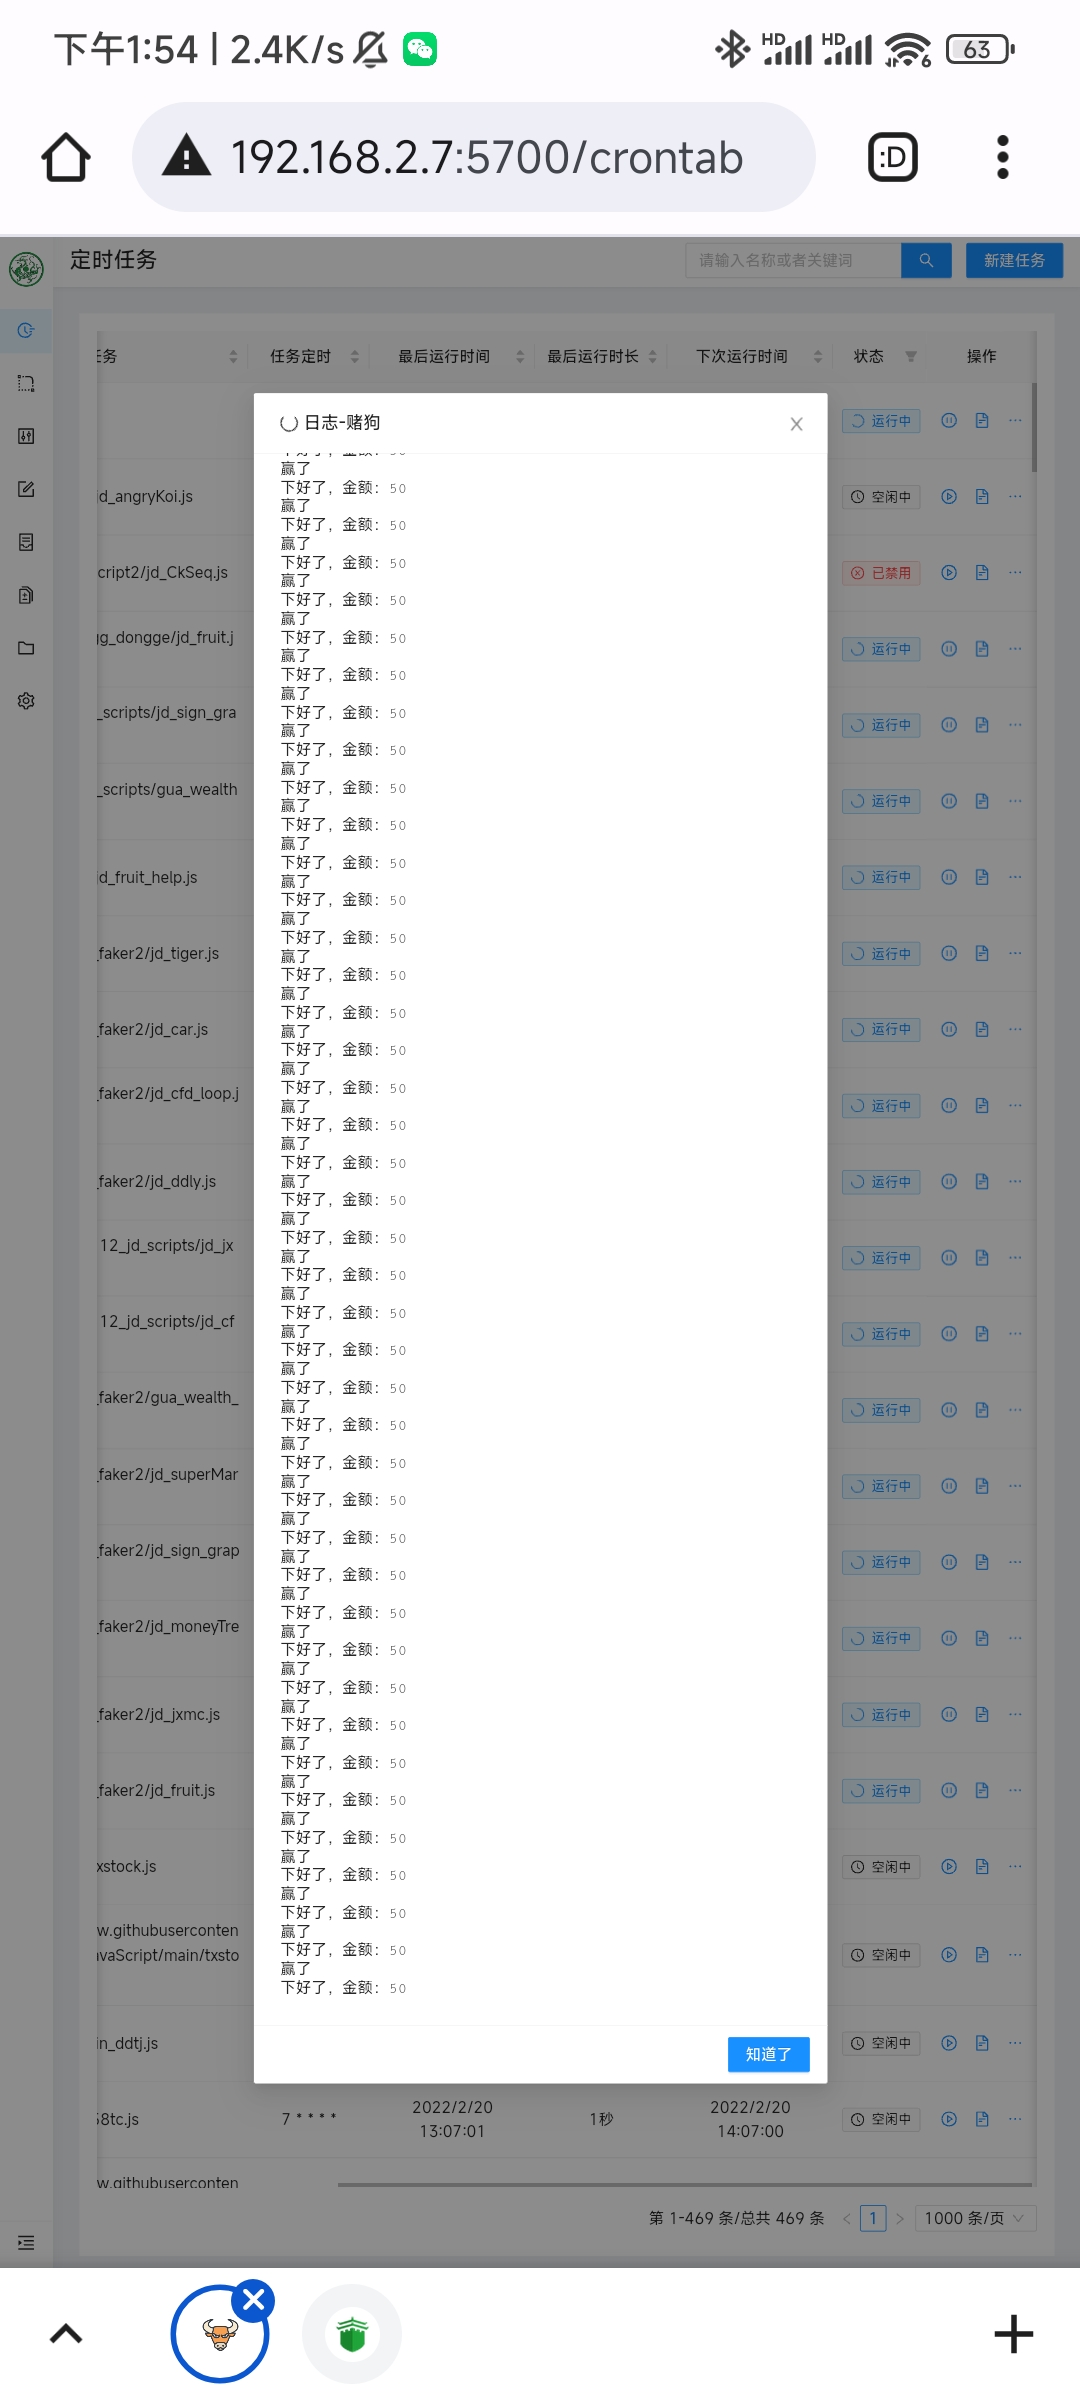 下午1:54 | 2.4K/s
HD HD 6 63
192.168.2.7:5700/crontab
:D
定时任务
请输入名称或者关键词
新建任务
任务 任务定时 最后运行时间 最后运行时长 下次运行时间 状态 操作
运行中
jd_angryKoi.js 空闲中
cript2/jd_CkSeq.js 已禁用
gg_dongge/jd_fruit.j 运行中
_scripts/jd_sign_gra 运行中
_scripts/gua_wealth 运行中
jd_fruit_help.js 运行中
faker2/jd_tiger.js 运行中
faker2/jd_car.js 运行中
faker2/jd_cfd_loop.j 运行中
faker2/jd_ddly.js 运行中
12_jd_scripts/jd_jx 运行中
12_jd_scripts/jd_cf 运行中
faker2/gua_wealth_ 运行中
faker2/jd_superMar 运行中
faker2/jd_sign_grap 运行中
faker2/jd_moneyTre 运行中
faker2/jd_jxmc.js 运行中
faker2/jd_fruit.js 运行中
xstock.js 空闲中
w.githubuserconten
vaScript/main/txsto 空闲中
in_ddtj.js 空闲中
58tc.js 7 * * * * 2022/2/20 13:07:01 1秒 2022/2/20 14:07:00 空闲中
w.githubuserconten
第 1-469 条/总共 469 条 < 1 > 1000 条/页
日志-赌狗
赢了
下好了，金额：50
赢了
下好了，金额：50
赢了
下好了，金额：50
赢了
下好了，金额：50
赢了
下好了，金额：50
赢了
下好了，金额：50
赢了
下好了，金额：50
赢了
下好了，金额：50
赢了
下好了，金额：50
赢了
下好了，金额：50
赢了
下好了，金额：50
赢了
下好了，金额：50
赢了
下好了，金额：50
赢了
下好了，金额：50
赢了
下好了，金额：50
赢了
下好了，金额：50
赢了
下好了，金额：50
赢了
下好了，金额：50
赢了
下好了，金额：50
赢了
下好了，金额：50
赢了
下好了，金额：50
赢了
下好了，金额：50
赢了
下好了，金额：50
赢了
下好了，金额：50
赢了
下好了，金额：50
赢了
下好了，金额：50
赢了
下好了，金额：50
赢了
下好了，金额：50
赢了
下好了，金额：50
赢了
下好了，金额：50
赢了
下好了，金额：50
赢了
下好了，金额：50
赢了
下好了，金额：50
赢了
下好了，金额：50
赢了
下好了，金额：50
赢了
下好了，金额：50
赢了
下好了，金额：50
赢了
下好了，金额：50
赢了
下好了，金额：50
赢了
下好了，金额：50
赢了
下好了，金额：50
知道了